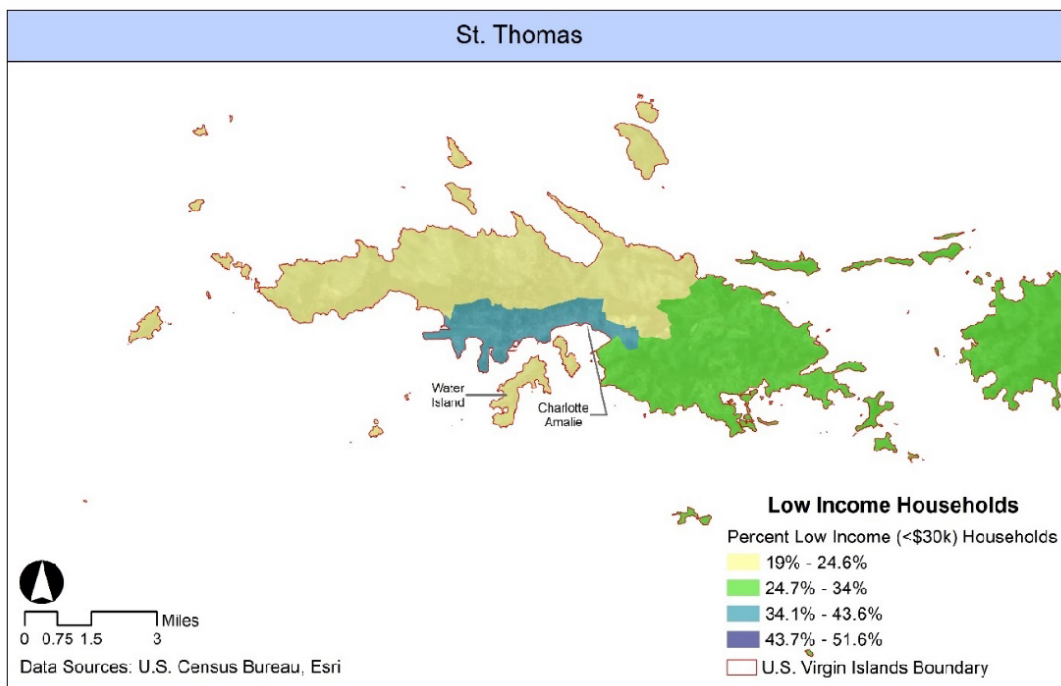 St. Thomas
Water
Island
Charlotte
Amalie
Low Income Households
Percent Low Income (<$30k) Households
19% - 24.6%
24.7% - 34%
34.1% - 43.6%
43.7% - 51.6%
U.S. Virgin Islands Boundary
Miles
0 0.75 1.5 3
Data Sources: U.S. Census Bureau, Esri